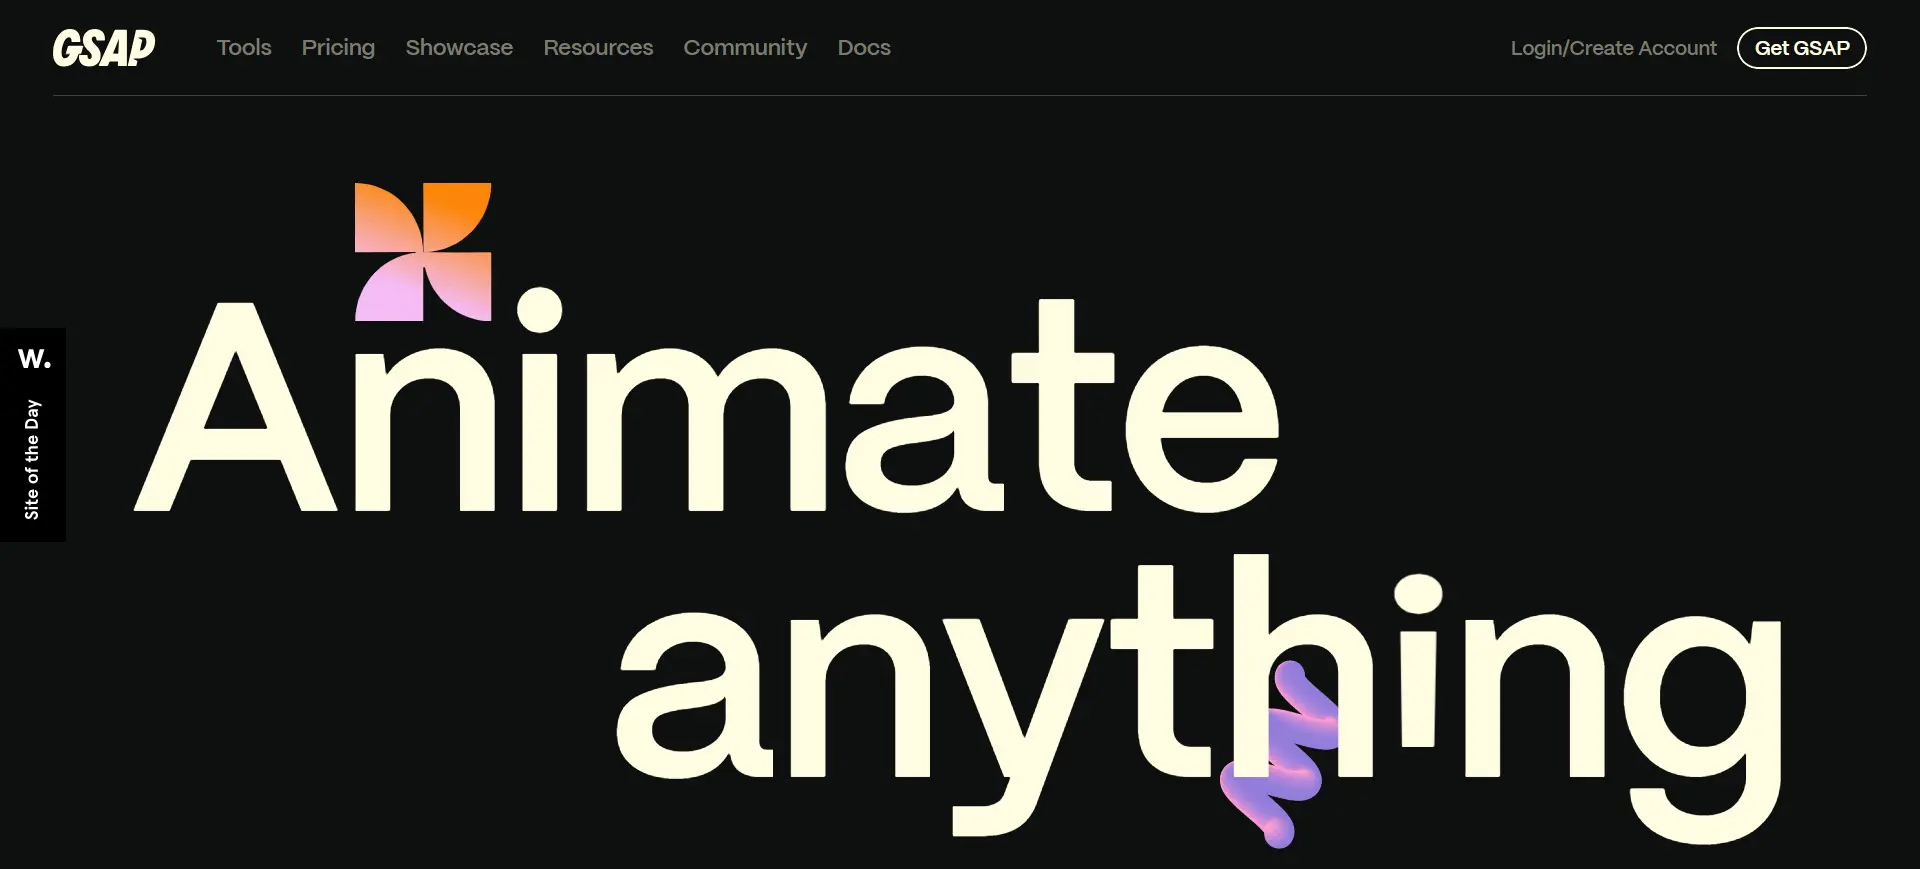 GSAP
Tools Pricing Showcase Resources Community Docs
Login/Create Account
Get GSAP
Animate
anything
W.
Site of the Day